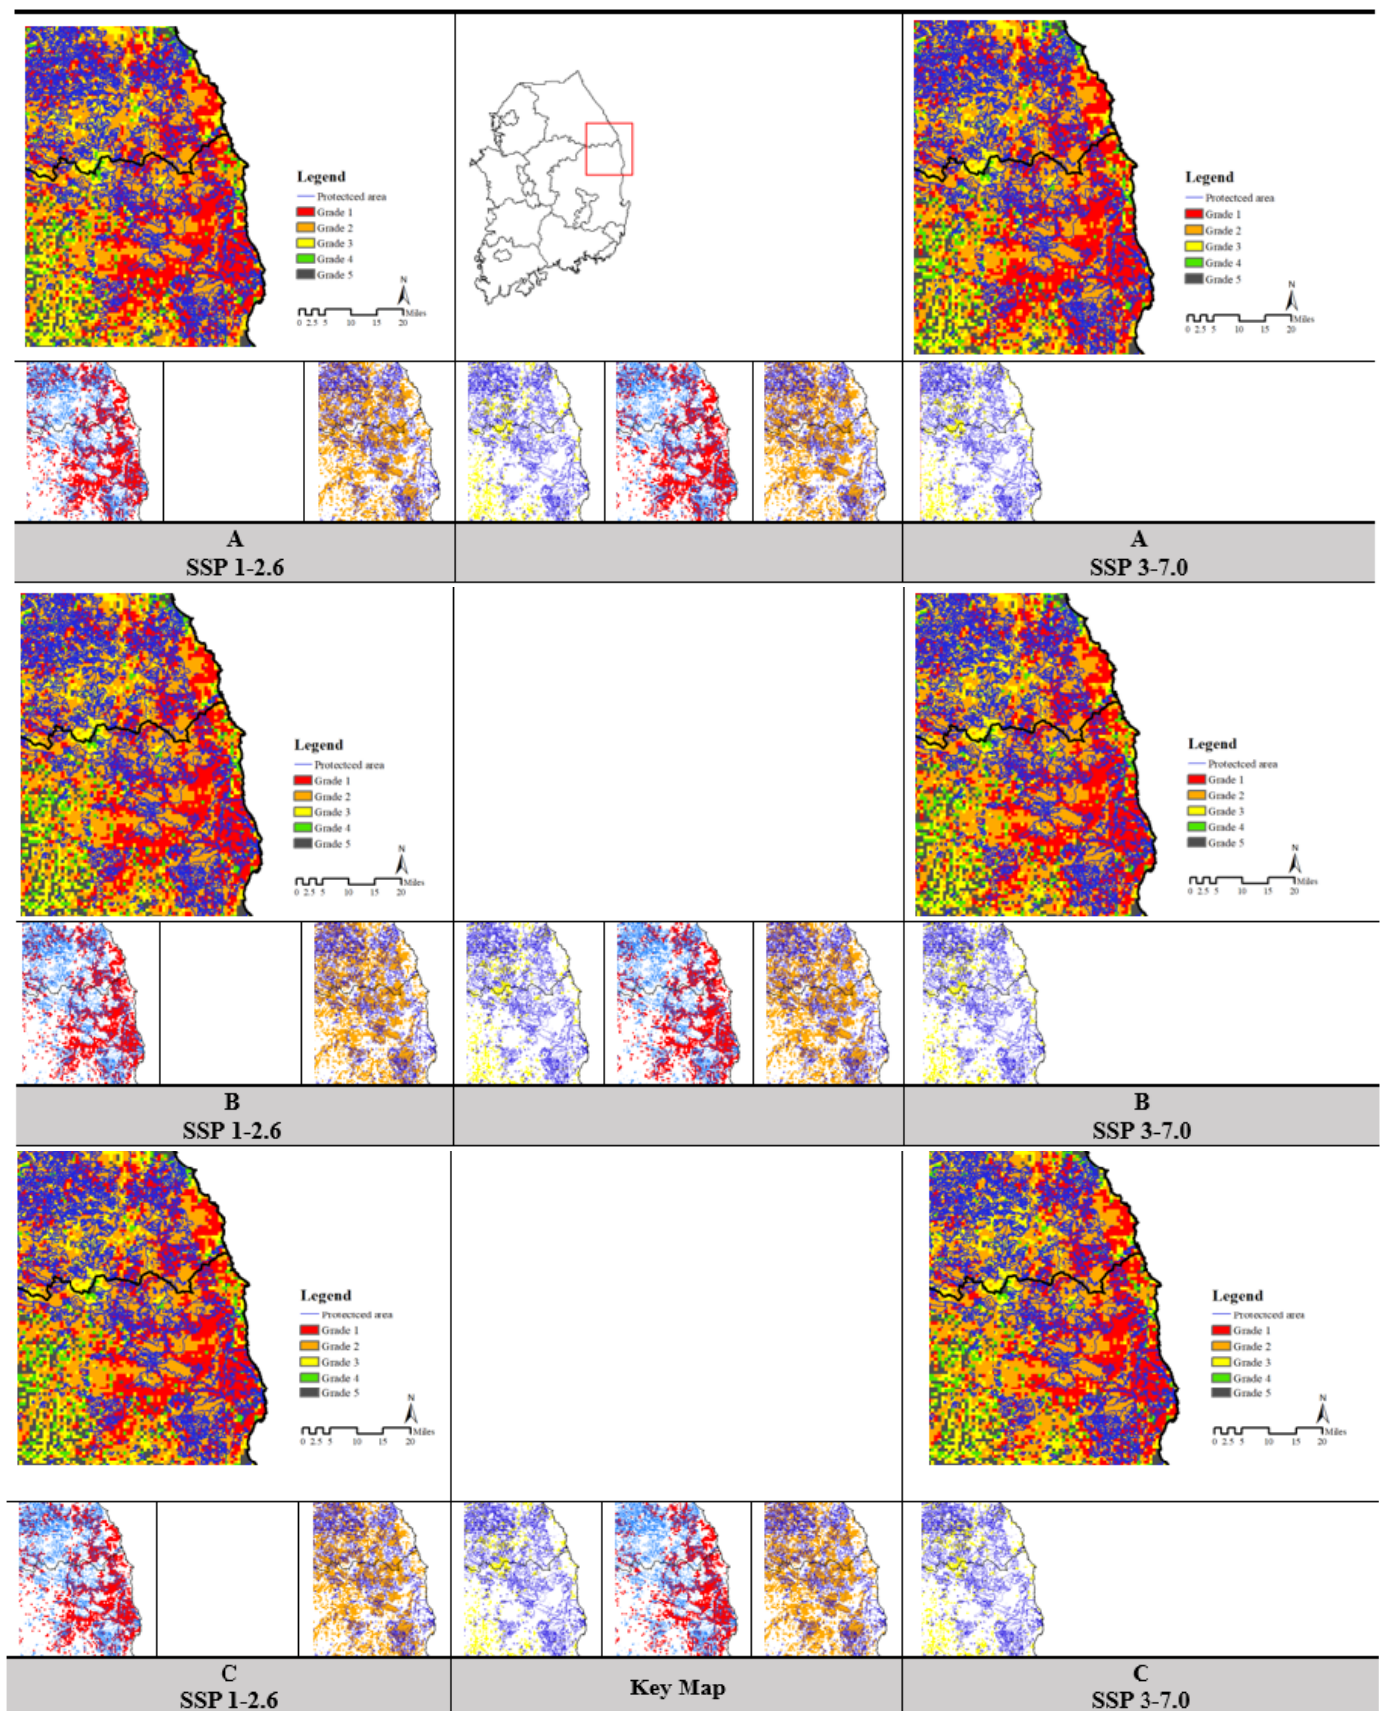 Legend
Protectced area
Grade 1
Grade 2
Grade 3
Grade 4
Grade 5
N
0 2.5 5 10 15 20 Miles
Legend
Protectced area
Grade 1
Grade 2
Grade 3
Grade 4
Grade 5
N
0 2.5 5 10 15 20 Miles
A
SSP 1-2.6
A
SSP 3-7.0
Legend
Protectced area
Grade 1
Grade 2
Grade 3
Grade 4
Grade 5
N
0 2.5 5 10 15 20 Miles
Legend
Protectced area
Grade 1
Grade 2
Grade 3
Grade 4
Grade 5
N
0 2.5 5 10 15 20 Miles
B
SSP 1-2.6
B
SSP 3-7.0
Legend
Protectced area
Grade 1
Grade 2
Grade 3
Grade 4
Grade 5
N
0 2.5 5 10 15 20 Miles
Legend
Protectced area
Grade 1
Grade 2
Grade 3
Grade 4
Grade 5
N
0 2.5 5 10 15 20 Miles
C
SSP 1-2.6
Key Map
C
SSP 3-7.0